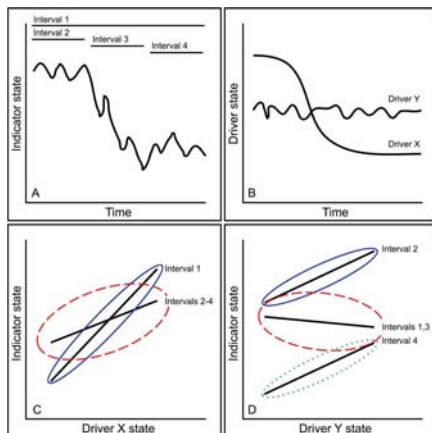 Interval 1
Interval 2
Interval 3
Interval 4
Indicator state
A
Time
Driver state
Driver Y
Driver X
B
Time
Indicator state
Interval 1
Intervals 2-4
C
Driver X state
Indicator state
Interval 2
Intervals 1,3
Interval 4
D
Driver Y state